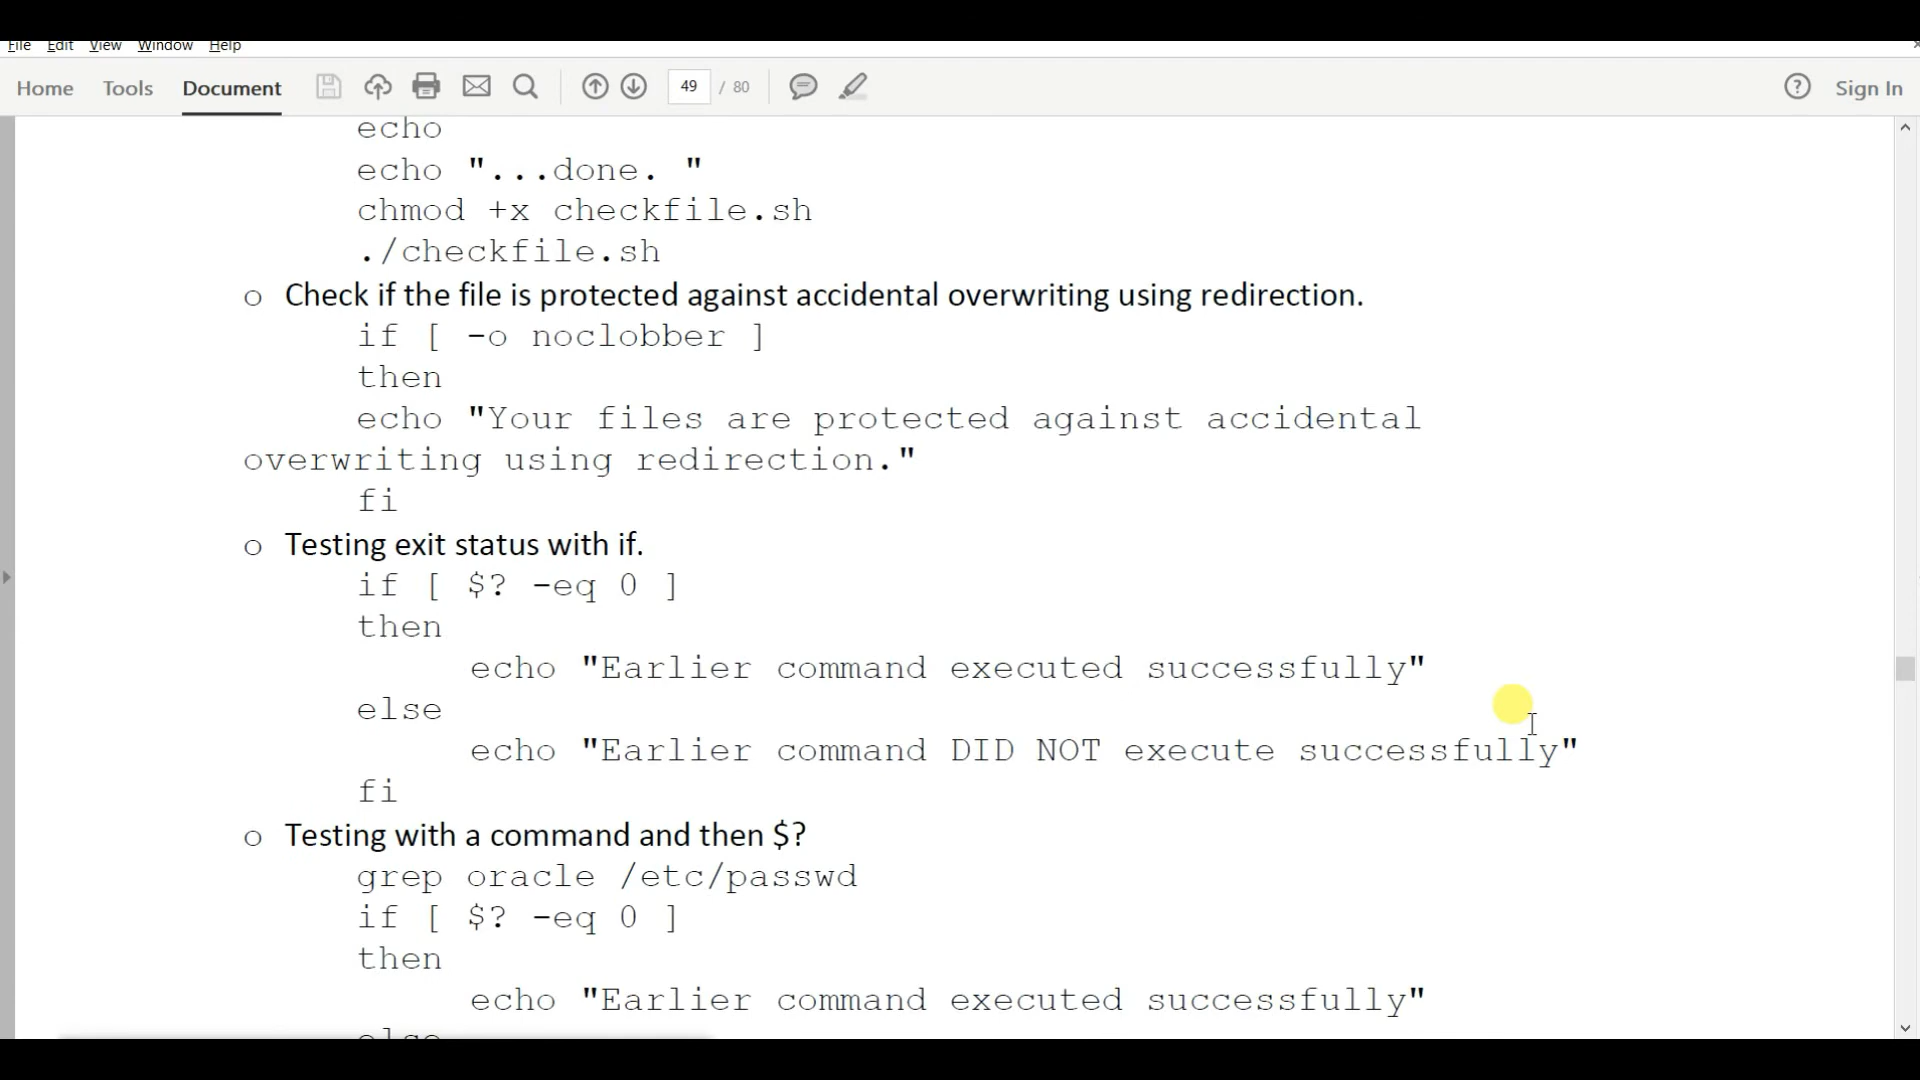 File Edit View Window Help
Home Tools Document 49 / 80 Sign In
echo
echo "...done. "
chmod +x checkfile.sh
./checkfile.sh
o Check if the file is protected against accidental overwriting using redirection.
if [ -o noclobber ]
then
echo "Your files are protected against accidental
overwriting using redirection."
fi
o Testing exit status with if.
if [ $? -eq 0 ]
then
echo "Earlier command executed successfully"
else
echo "Earlier command DID NOT execute successfully"
fi
o Testing with a command and then $?
grep oracle /etc/passwd
if [ $? -eq 0 ]
then
echo "Earlier command executed successfully"
else